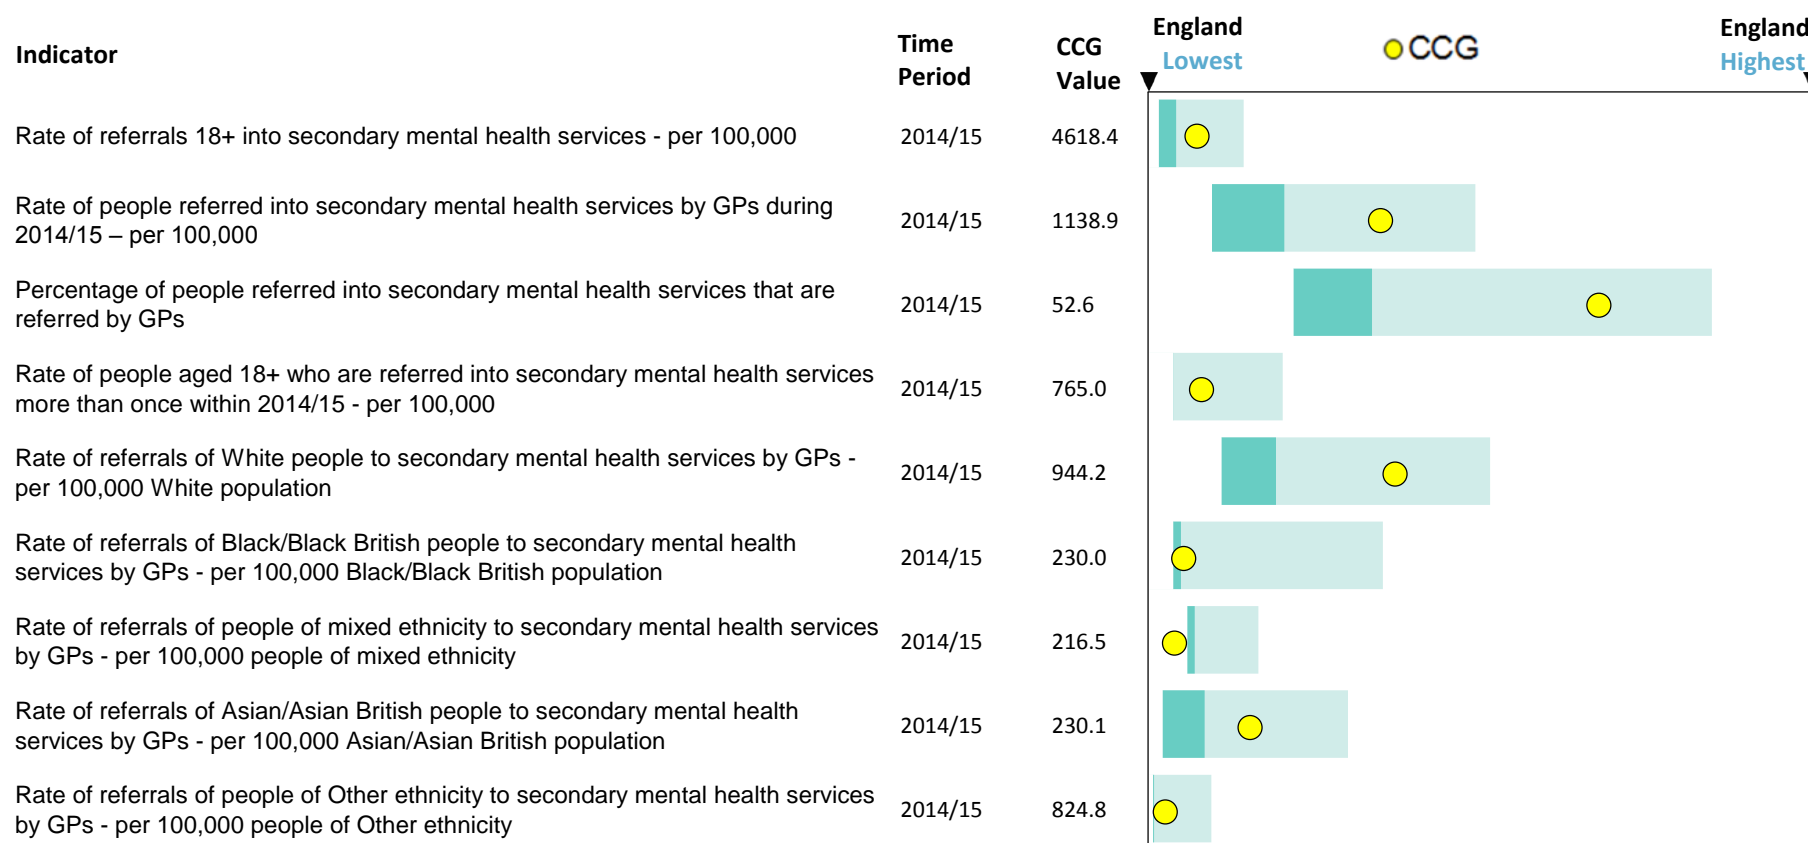 Indicator
Time Period
CCG Value
England Lowest
CCG
England Highest
Rate of referrals 18+ into secondary mental health services - per 100,000
2014/15
4618.4
Rate of people referred into secondary mental health services by GPs during
2014/15 – per 100,000
2014/15
1138.9
Percentage of people referred into secondary mental health services that are
referred by GPs
2014/15
52.6
Rate of people aged 18+ who are referred into secondary mental health services
more than once within 2014/15 - per 100,000
2014/15
765.0
Rate of referrals of White people to secondary mental health services by GPs -
per 100,000 White population
2014/15
944.2
Rate of referrals of Black/Black British people to secondary mental health
services by GPs - per 100,000 Black/Black British population
2014/15
230.0
Rate of referrals of people of mixed ethnicity to secondary mental health services
by GPs - per 100,000 people of mixed ethnicity
2014/15
216.5
Rate of referrals of Asian/Asian British people to secondary mental health
services by GPs - per 100,000 Asian/Asian British population
2014/15
230.1
Rate of referrals of people of Other ethnicity to secondary mental health services
by GPs - per 100,000 people of Other ethnicity
2014/15
824.8